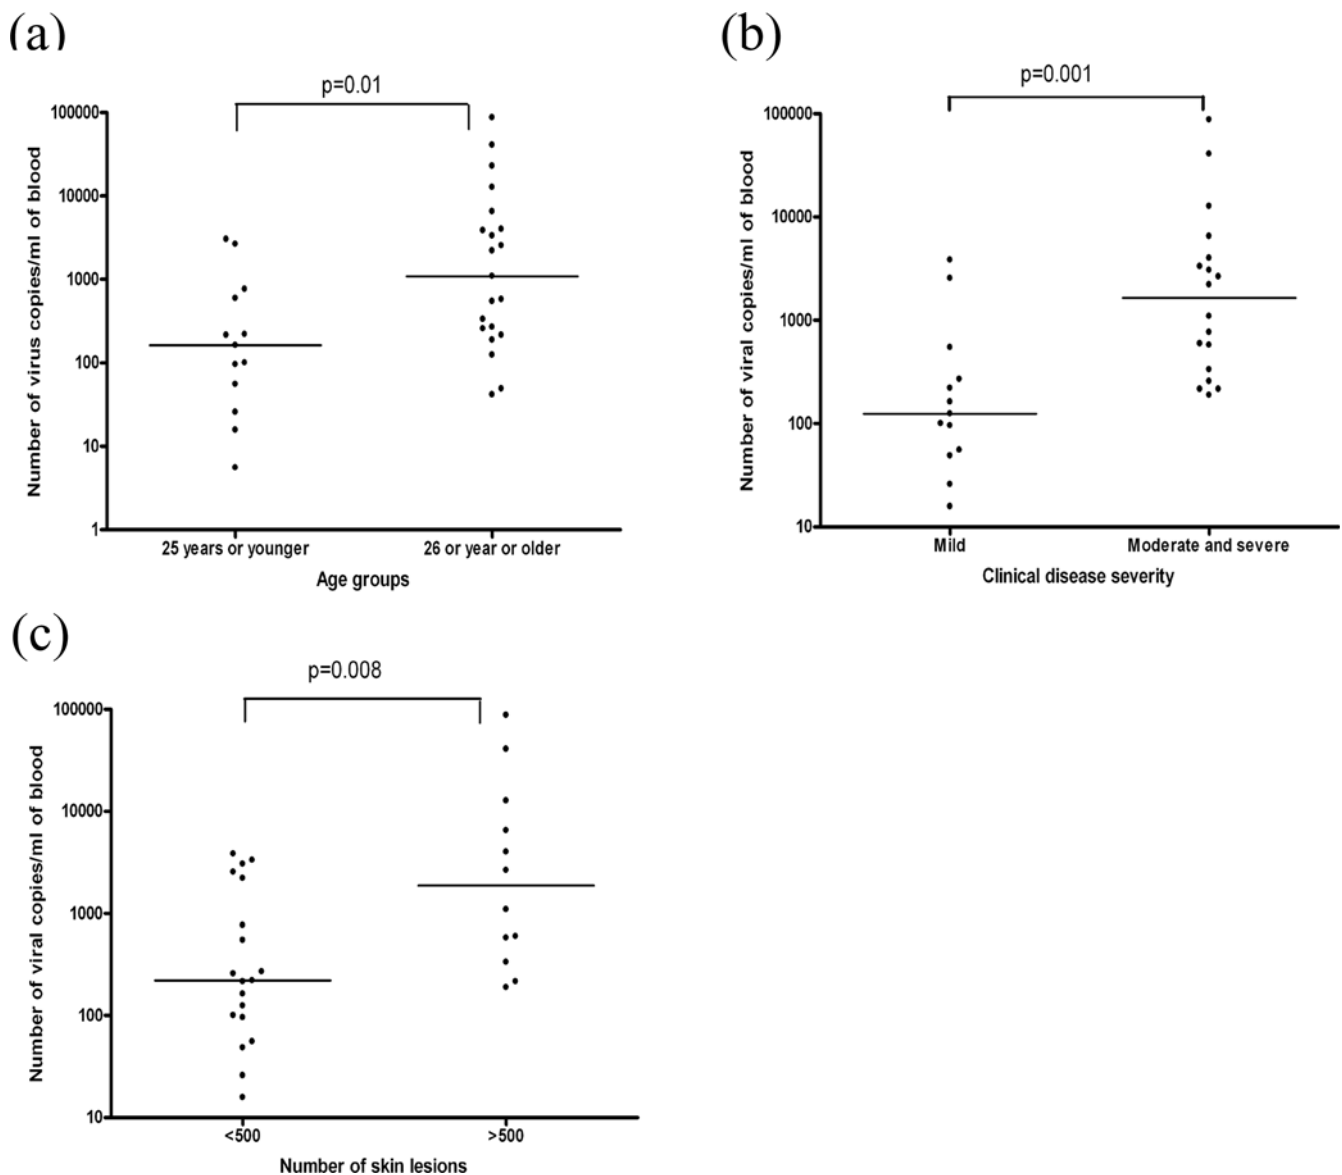 (a)
p=0.01
100000
10000
1000
100
10
1
Number of virus copies/ml of blood
25 years or younger
26 or year or older
Age groups
(b)
p=0.001
100000
10000
1000
100
10
Number of viral copies/ml of blood
Mild
Moderate and severe
Clinical disease severity
(c)
p=0.008
100000
10000
1000
100
10
Number of viral copies/ml of blood
<500
>500
Number of skin lesions